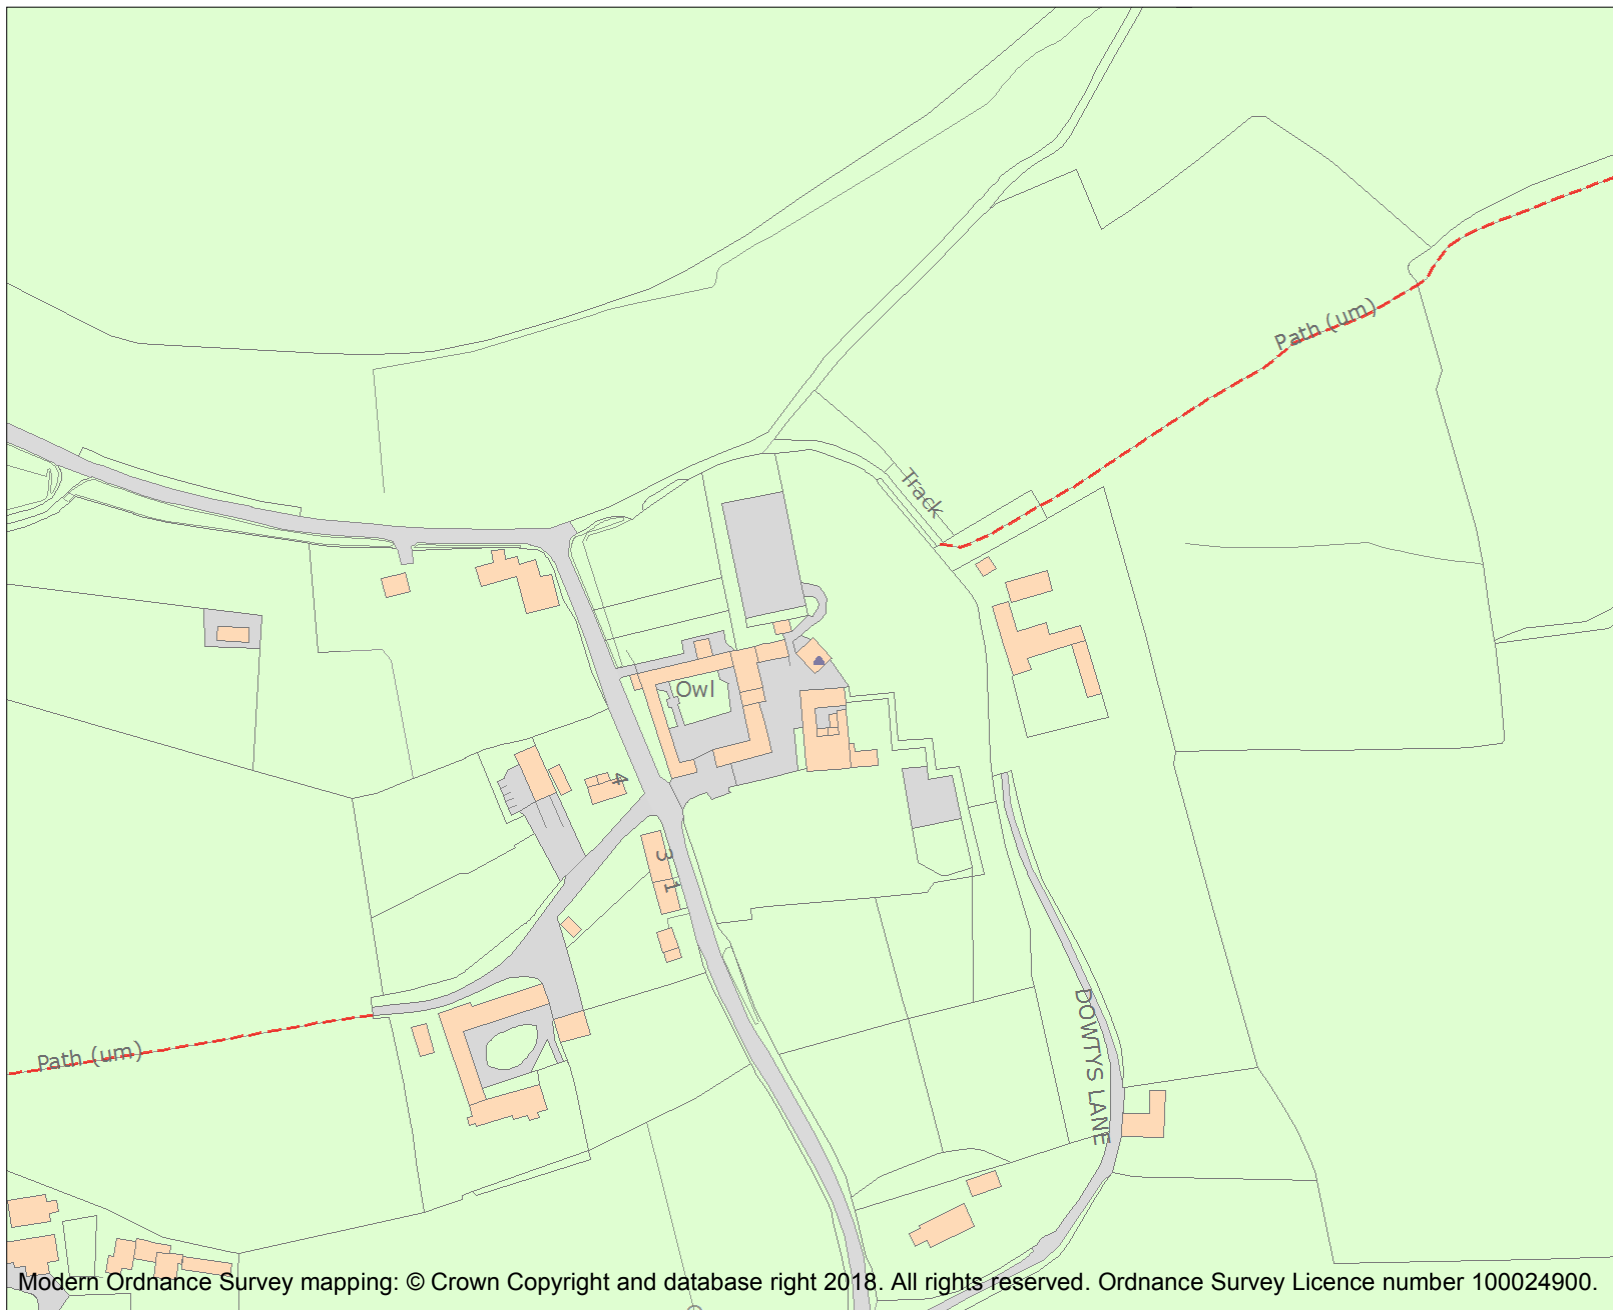 Path (um)
Track
Owl
4
3
1
DOWTYS LANE
Path (um)
Modern Ordnance Survey mapping: © Crown Copyright and database right 2018. All rights reserved. Ordnance Survey Licence number 100024900.